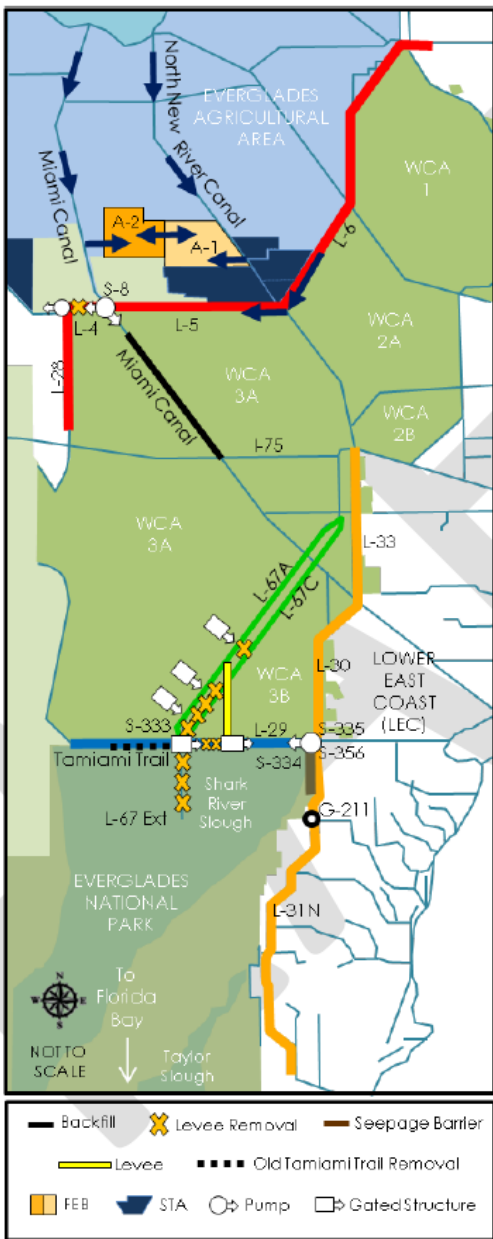 North New
River Canal
EVERGLADES
AGRICULTURAL
AREA
WCA
1
Miami Canal
A-2
A-1
L-6
S-8
L-4
L-5
WCA
2A
L-28
Miami Canal
WCA
3A
WCA
2B
I-75
WCA
3A
L-33
L-67A
L-67C
L-30
LOWER
EAST
COAST
(LEC)
WCA
3B
S-333
L-29
S-335
Tamiami Trail
S-334
S-356
Shark
River
Slough
L-67 Ext
G-211
EVERGLADES
NATIONAL
PARK
L-31N
N
W
E
S
To
Florida
Bay
NOT TO
SCALE
Taylor
Slough
Backfill
Levee Removal
Seepage Barrier
Levee
Old Tamiami Trail Removal
FEB
STA
Pump
Gated Structure